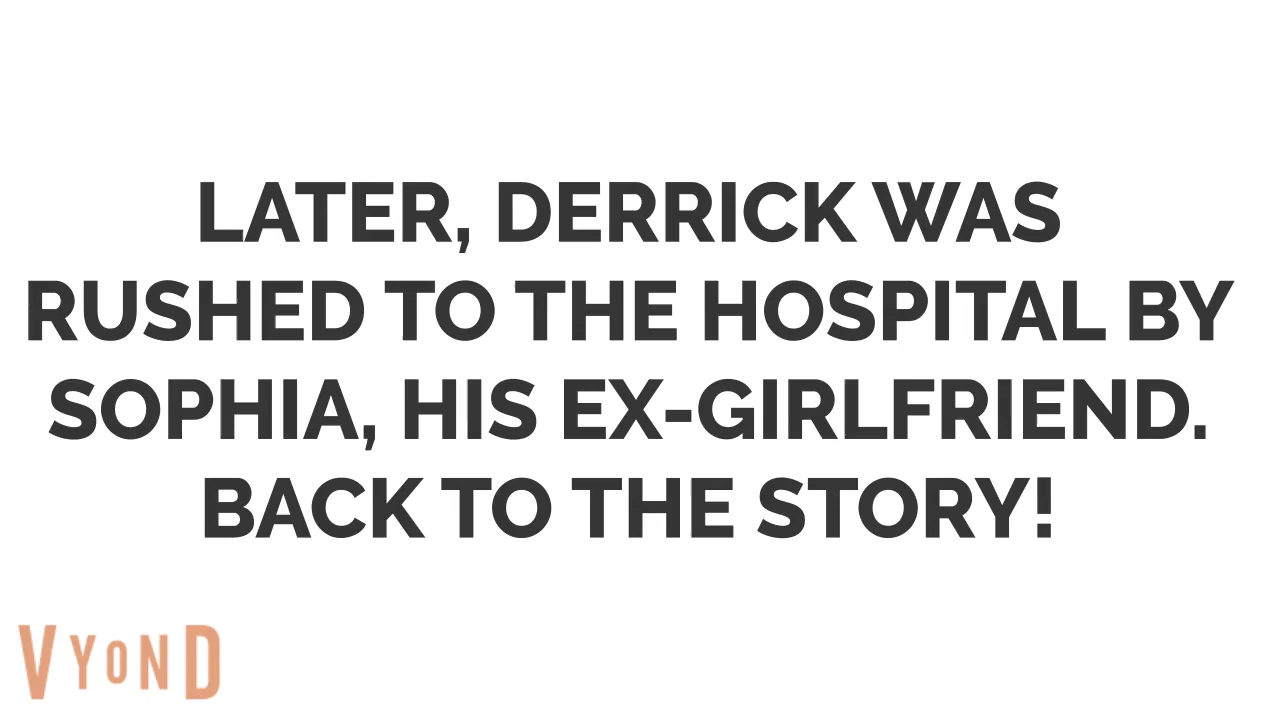 LATER, DERRICK WAS
RUSHED TO THE HOSPITAL BY
SOPHIA, HIS EX-GIRLFRIEND.
BACK TO THE STORY!
VYOND